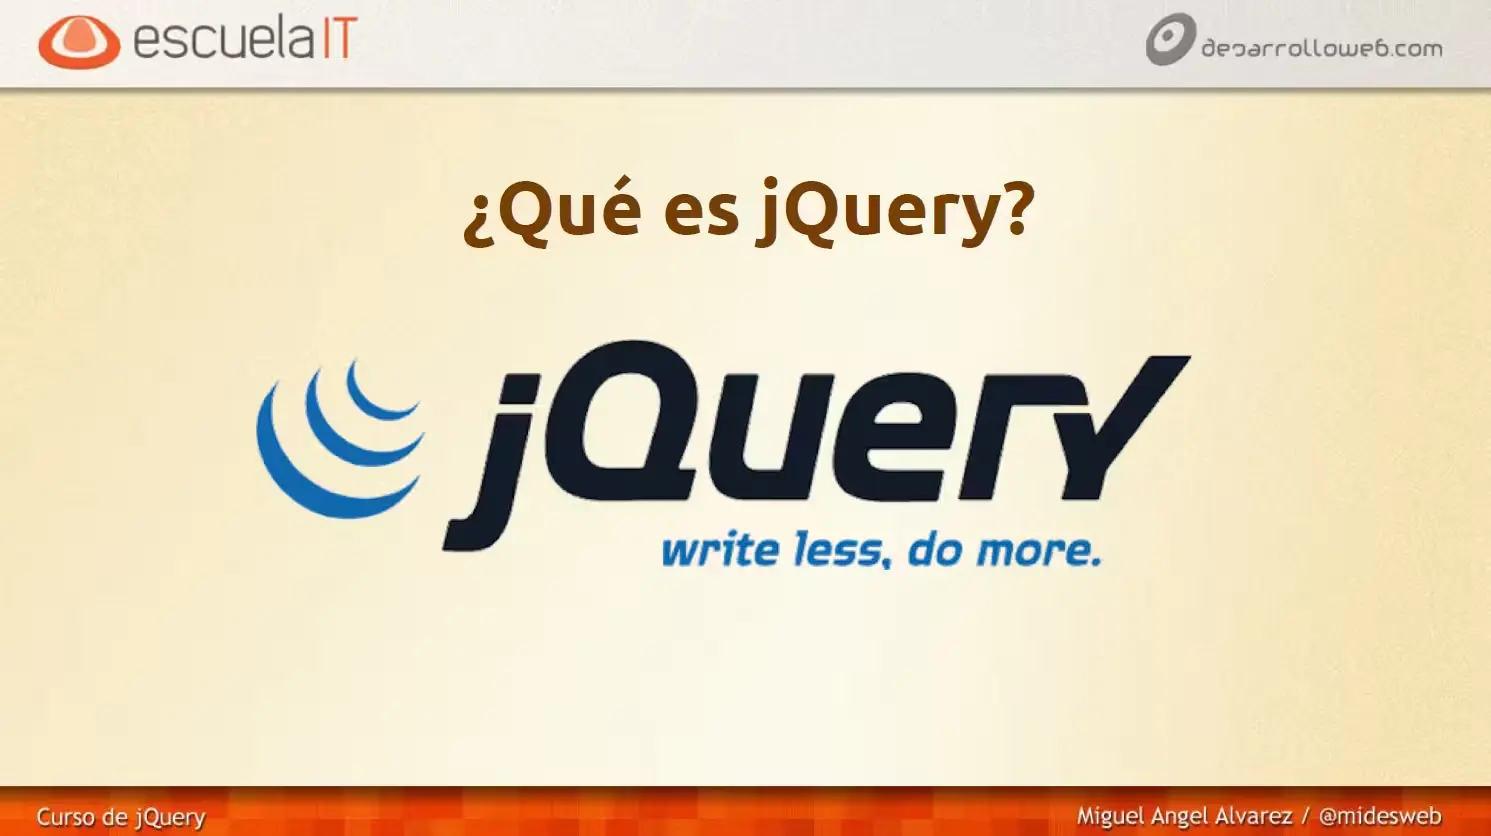 escuelaIT
desarrolloweb.com
¿Qué es jQuery?
jQuery
write less, do more.
Curso de jQuery
Miguel Angel Alvarez / @midesweb